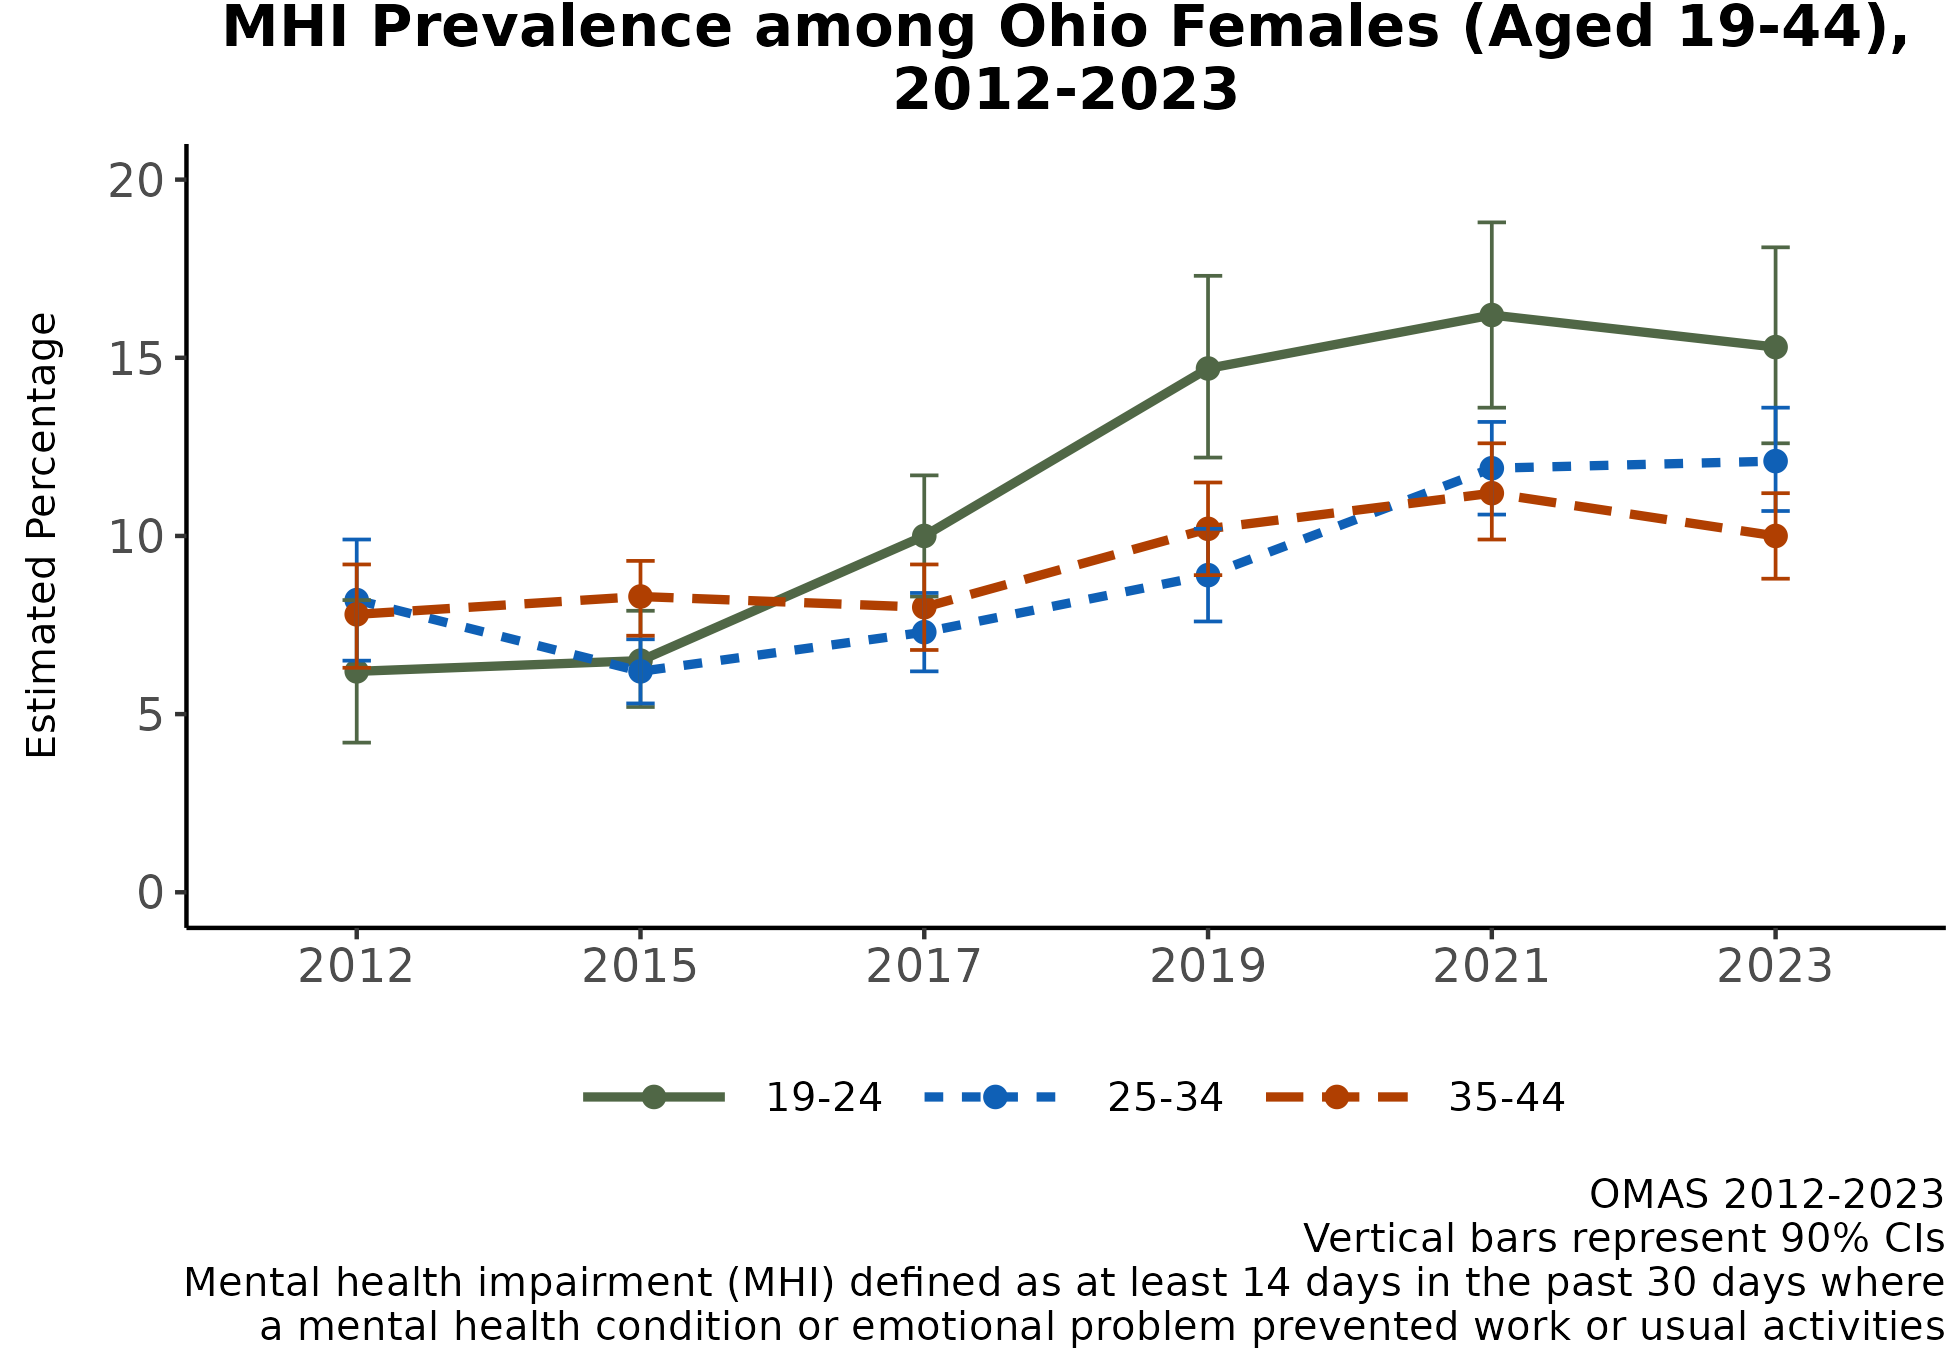 MHI Prevalence among Ohio Females (Aged 19-44),
2012-2023
Estimated Percentage
20
15
10
5
0
2012 2015 2017 2019 2021 2023
19-24 25-34 35-44
OMAS 2012-2023
Vertical bars represent 90% CIs
Mental health impairment (MHI) defined as at least 14 days in the past 30 days where
a mental health condition or emotional problem prevented work or usual activities